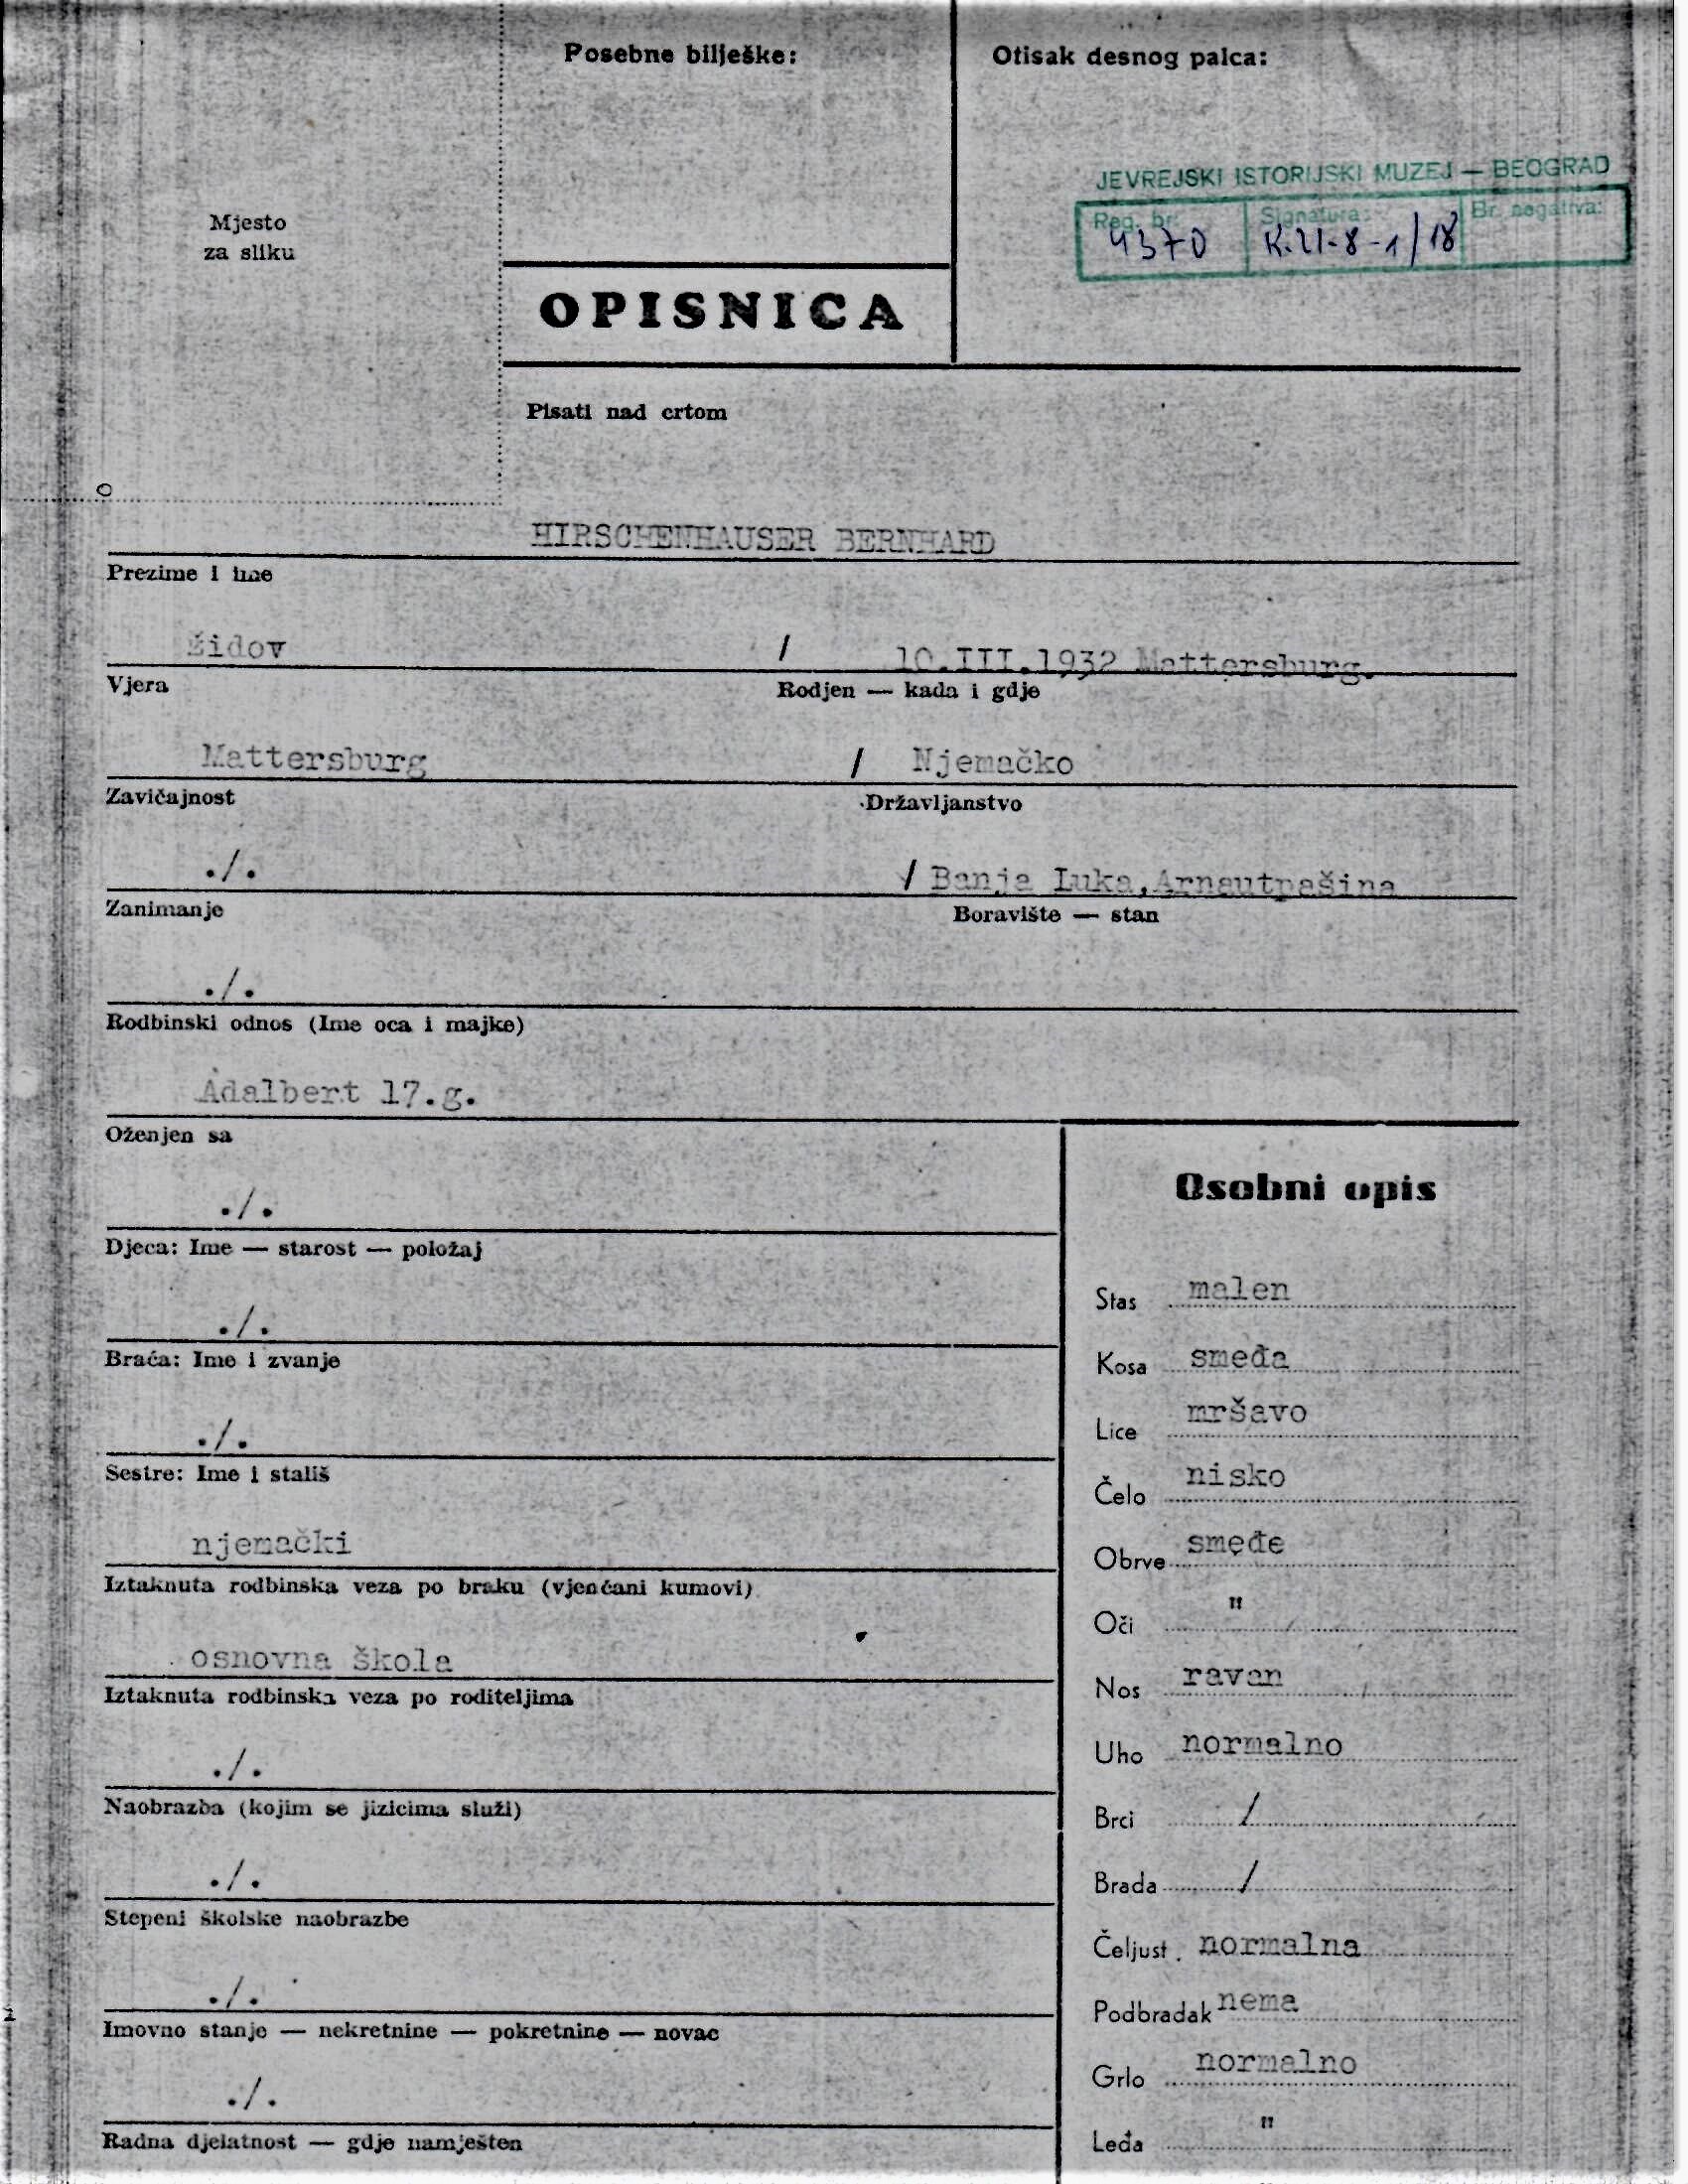 Posebne bilješke:
Otisak desnog palca:
JEVREJSKI ISTORIJSKI MUZEJ — BEOGRAD
Reg. br. Signatura: Br. negativa:
4370 K.21-8-1/18
Mjesto
za sliku
OPISNICA
Pisati nad crtom
HIRSCHENHAUSER BERNHARD
Prezime i ime
Židov / 10.III.1932 Mattersburg.
Vjera Rodjen — kada i gdje
Mattersburg / Njemačko
Zavičajnost Državljanstvo
./. / Banja Luka,Arnautpašina
Zanimanje Boravište — stan
./.
Rodbinski odnos (Ime oca i majke)
Adalbert 17.g.
Oženjen sa
./.
Djeca: Ime — starost — položaj
./.
Braća: Ime i zvanje
./.
Sestre: Ime i stališ
njemački
Iztaknuta rodbinska veza po braku (vjenčani kumovi)
osnovna škola
Iztaknuta rodbinska veza po roditeljima
./.
Naobrazba (kojim se jizicima služi)
./.
Stepeni školske naobrazbe
./.
Imovno stanje — nekretnine — pokretnine — novac
./.
Radna djelatnost — gdje namješten
Osobni opis
Stas malen
Kosa smeđa
Lice mršavo
Čelo nisko
Obrve smeđe
Oči "
Nos ravan
Uho normalno
Brci /
Brada /
Čeljust normalna
Podbradak nema
Grlo normalno
Leđa "